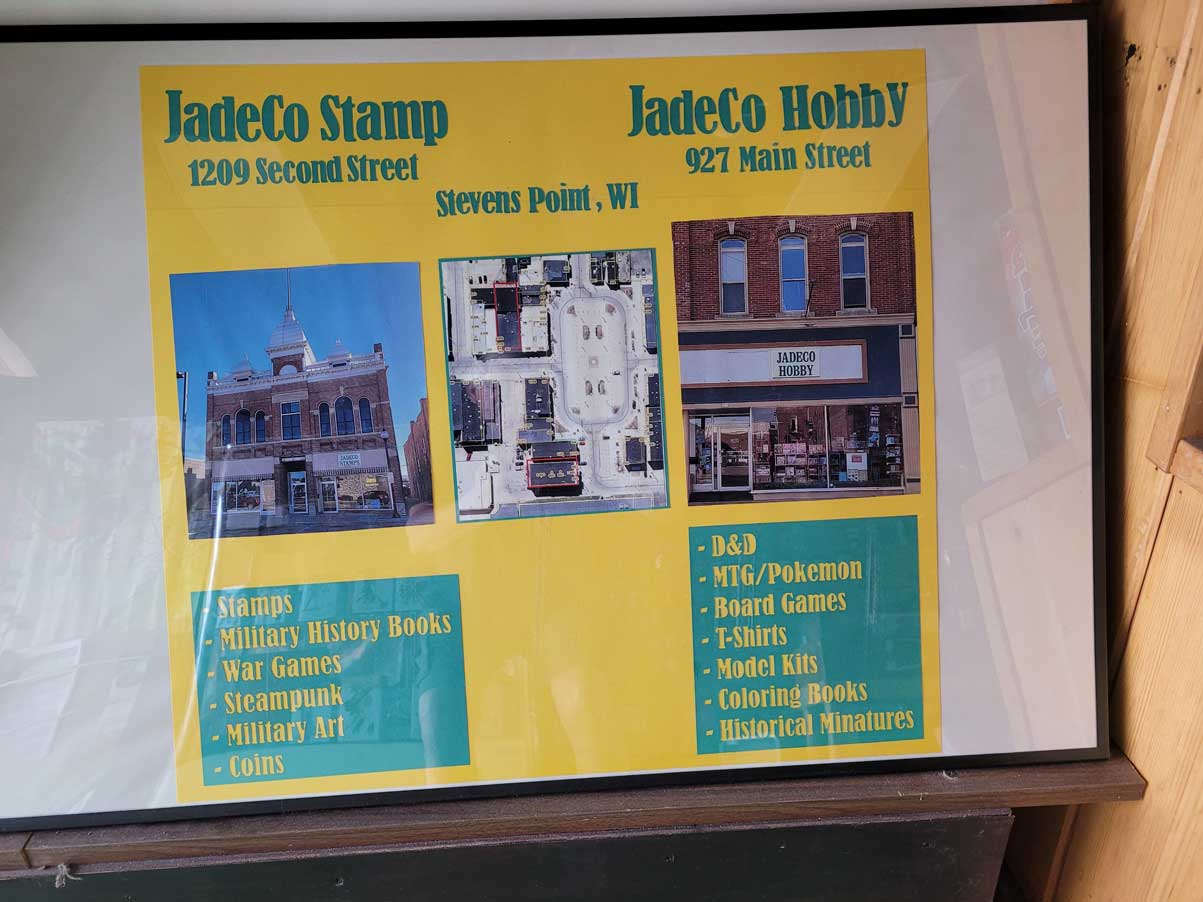 JadeCo Stamp
1209 Second Street
JadeCo Hobby
927 Main Street
Stevens Point, WI
JADECO
STAMPS
JADECO
HOBBY
- Stamps
- Military History Books
- War Games
- Steampunk
- Military Art
- Coins
- D&D
- MTG/Pokemon
- Board Games
- T-Shirts
- Model Kits
- Coloring Books
- Historical Minatures